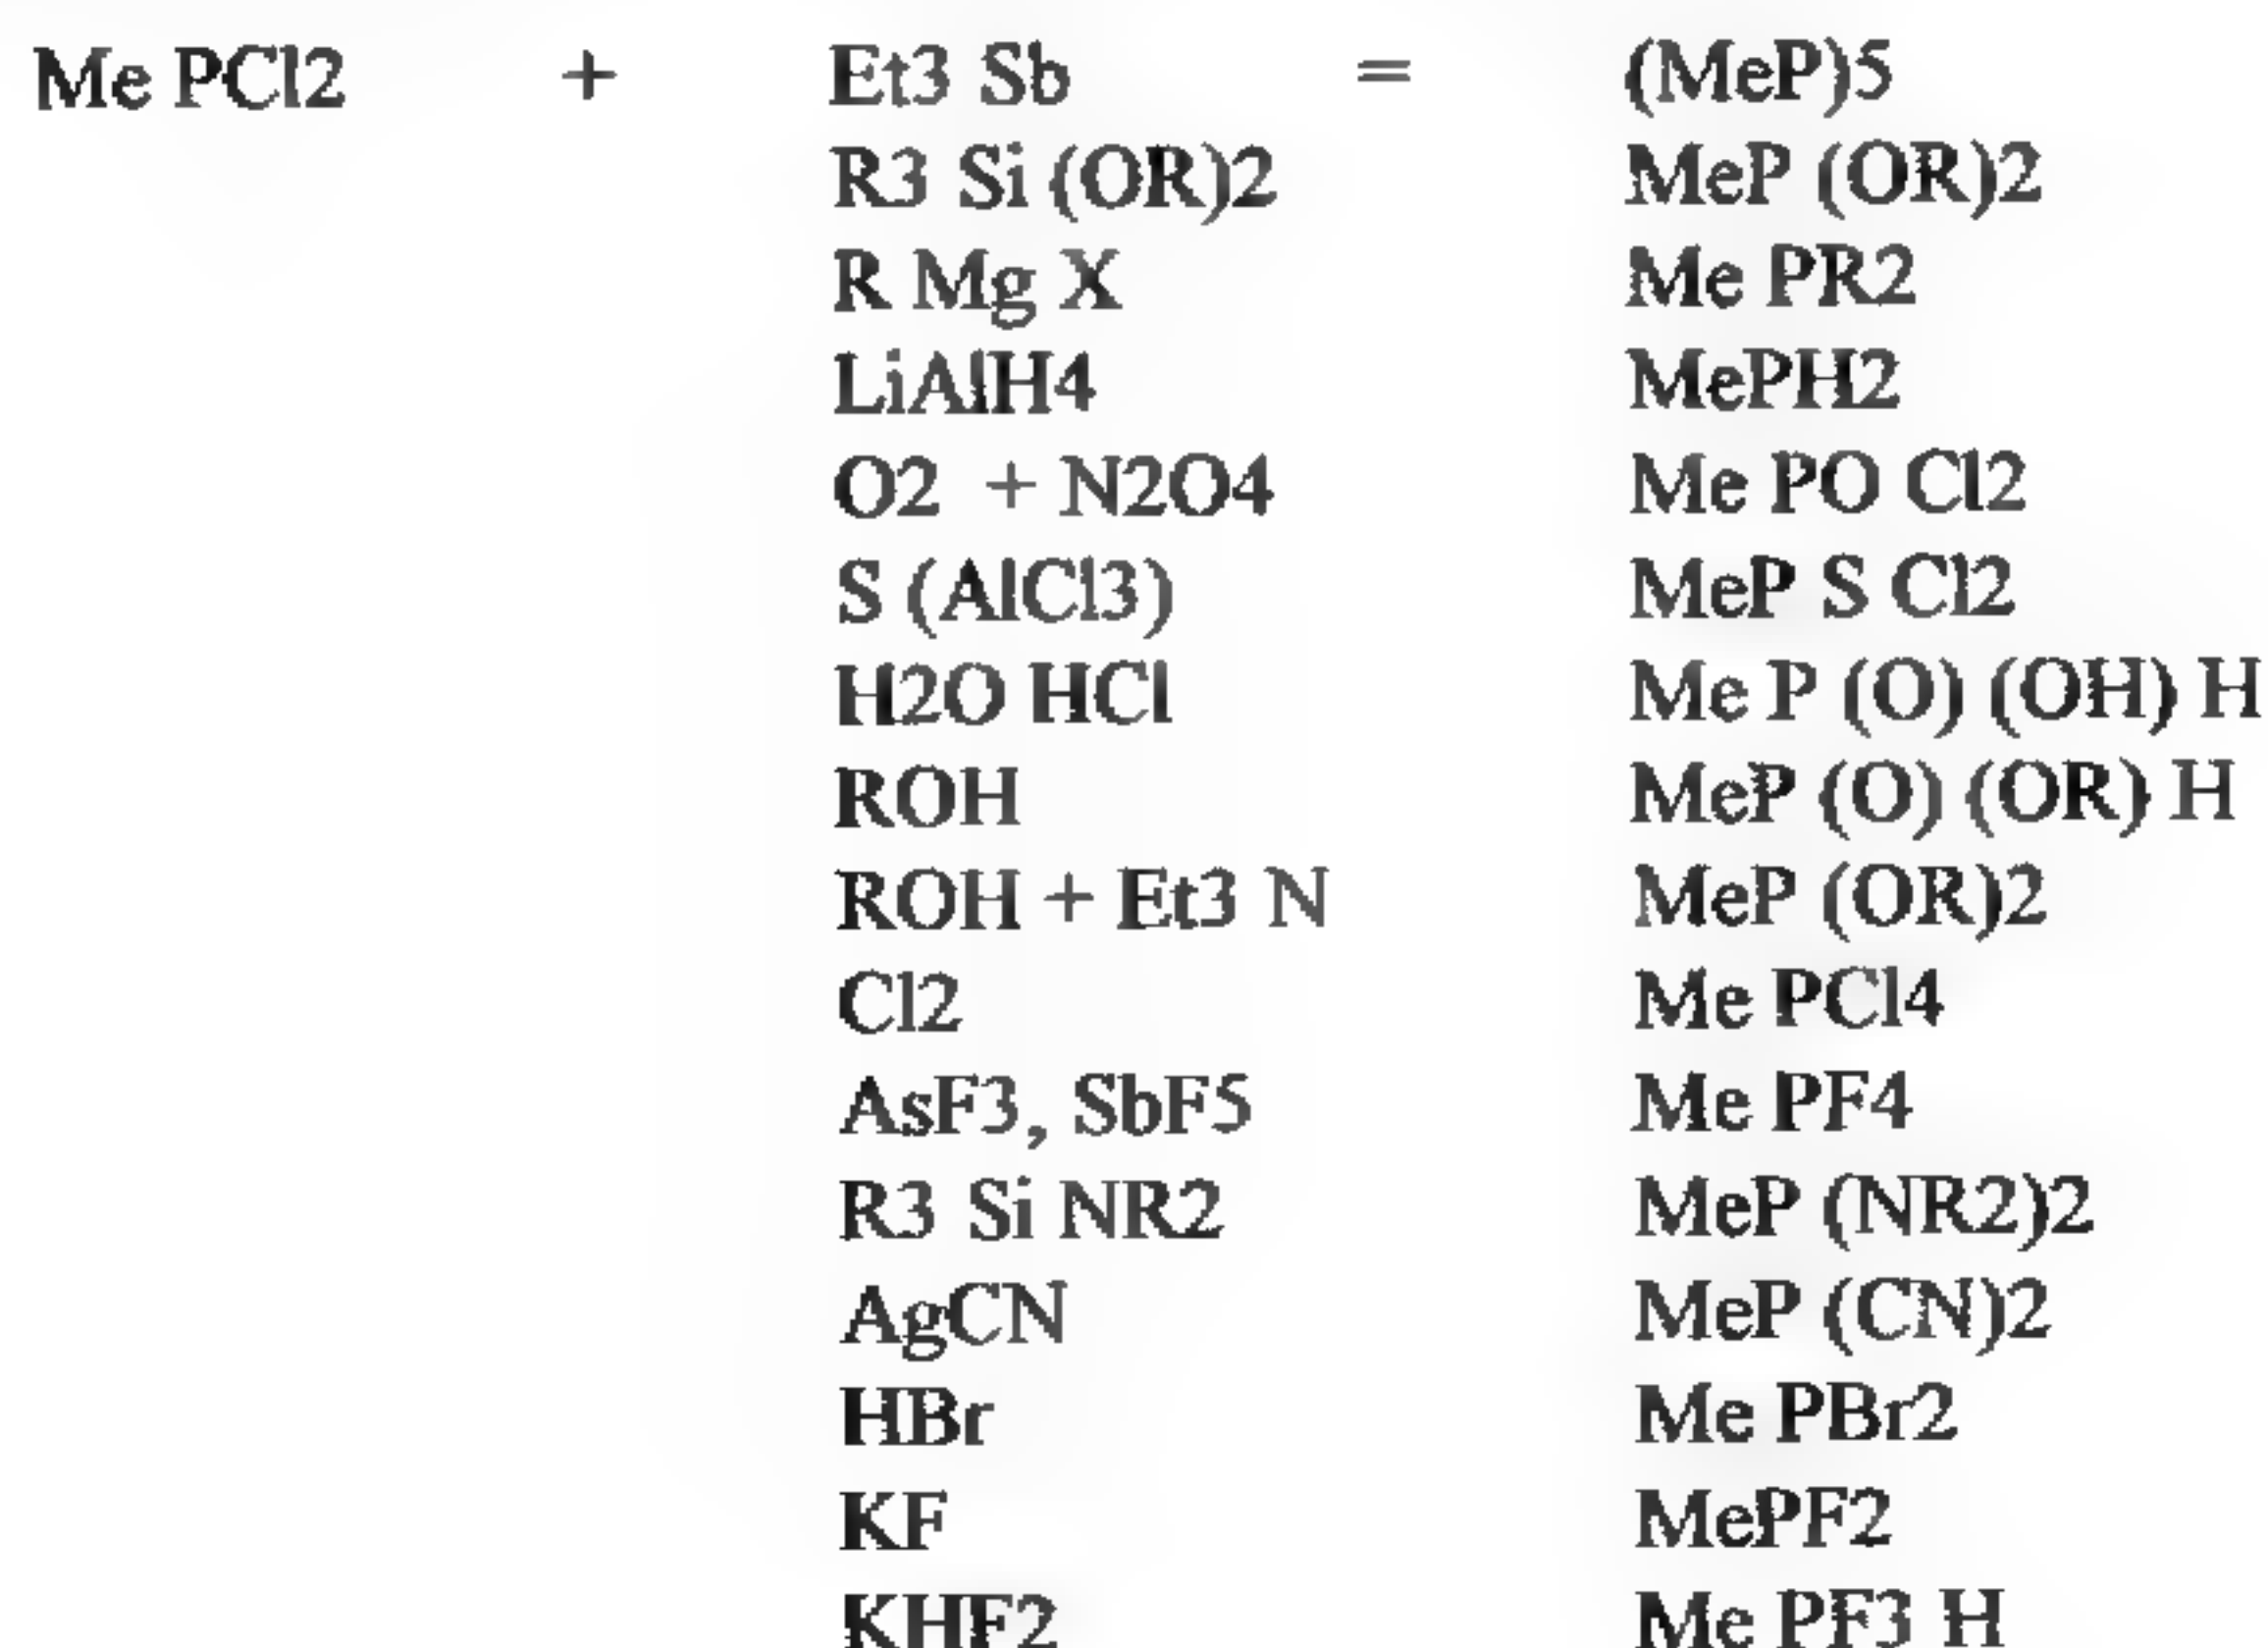 Me PCl2 + Et3 Sb = (MeP)5
R3 Si (OR)2 MeP (OR)2
R Mg X Me PR2
LiAlH4 MePH2
O2 + N2O4 Me PO Cl2
S (AlCl3) MeP S Cl2
H2O HCl Me P (O) (OH) H
ROH MeP (O) (OR) H
ROH + Et3 N MeP (OR)2
Cl2 Me PCl4
AsF3, SbF5 Me PF4
R3 Si NR2 MeP (NR2)2
AgCN MeP (CN)2
HBr Me PBr2
KF MePF2
KHF2 Me PF3 H